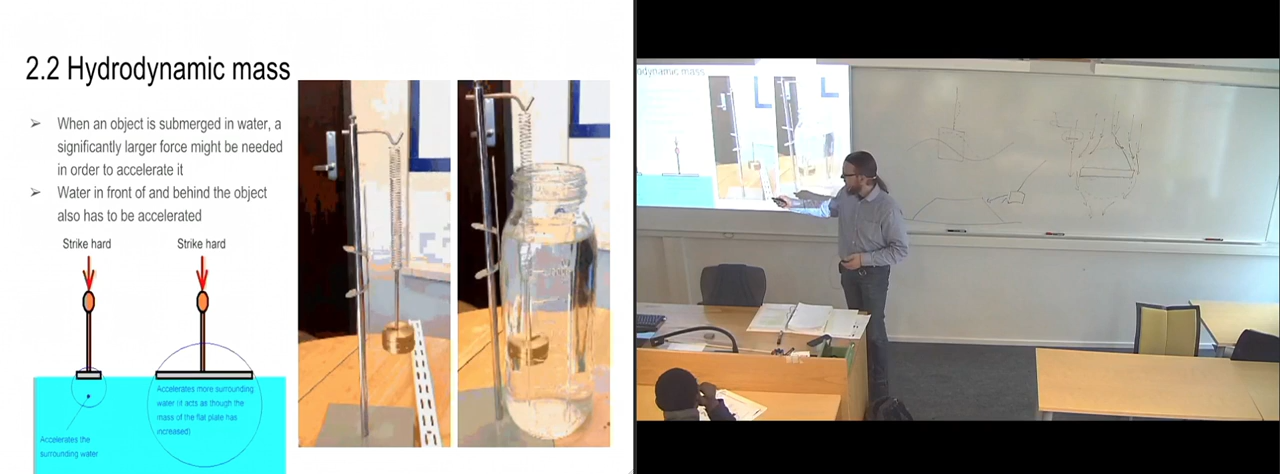 2.2 Hydrodynamic mass
➢ When an object is submerged in water, a
significantly larger force might be needed
in order to accelerate it
➢ Water in front of and behind the object
also has to be accelerated
Strike hard
Strike hard
Accelerates more surrounding
water (it acts as though the
mass of the flat plate has
increased)
Accelerates the
surrounding water
odynamic mass